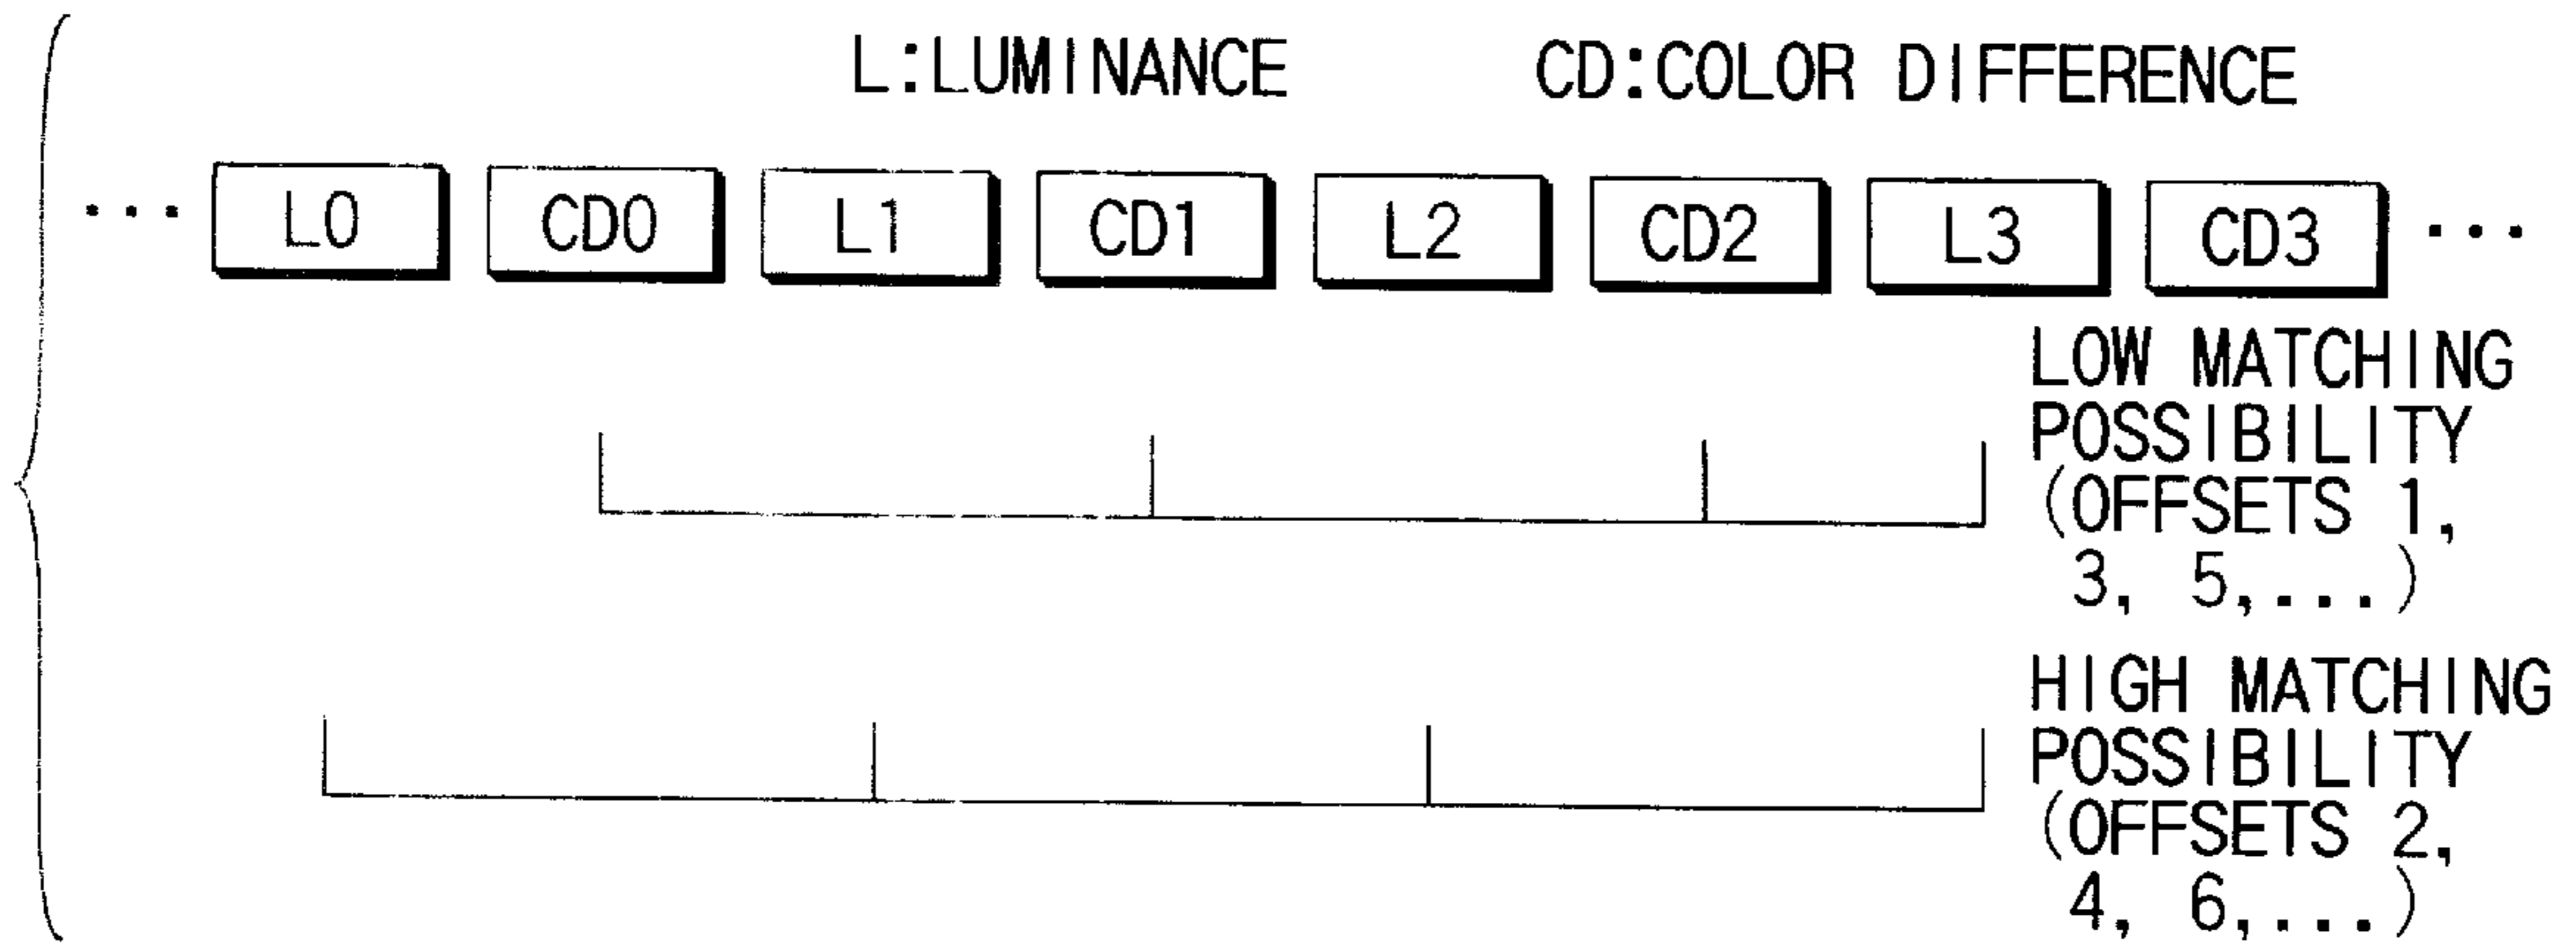 L:LUMINANCE CD:COLOR DIFFERENCE
... L0 CD0 L1 CD1 L2 CD2 L3 CD3 ...
LOW MATCHING
POSSIBILITY
(OFFSETS 1,
3, 5,...)
HIGH MATCHING
POSSIBILITY
(OFFSETS 2,
4, 6,...)